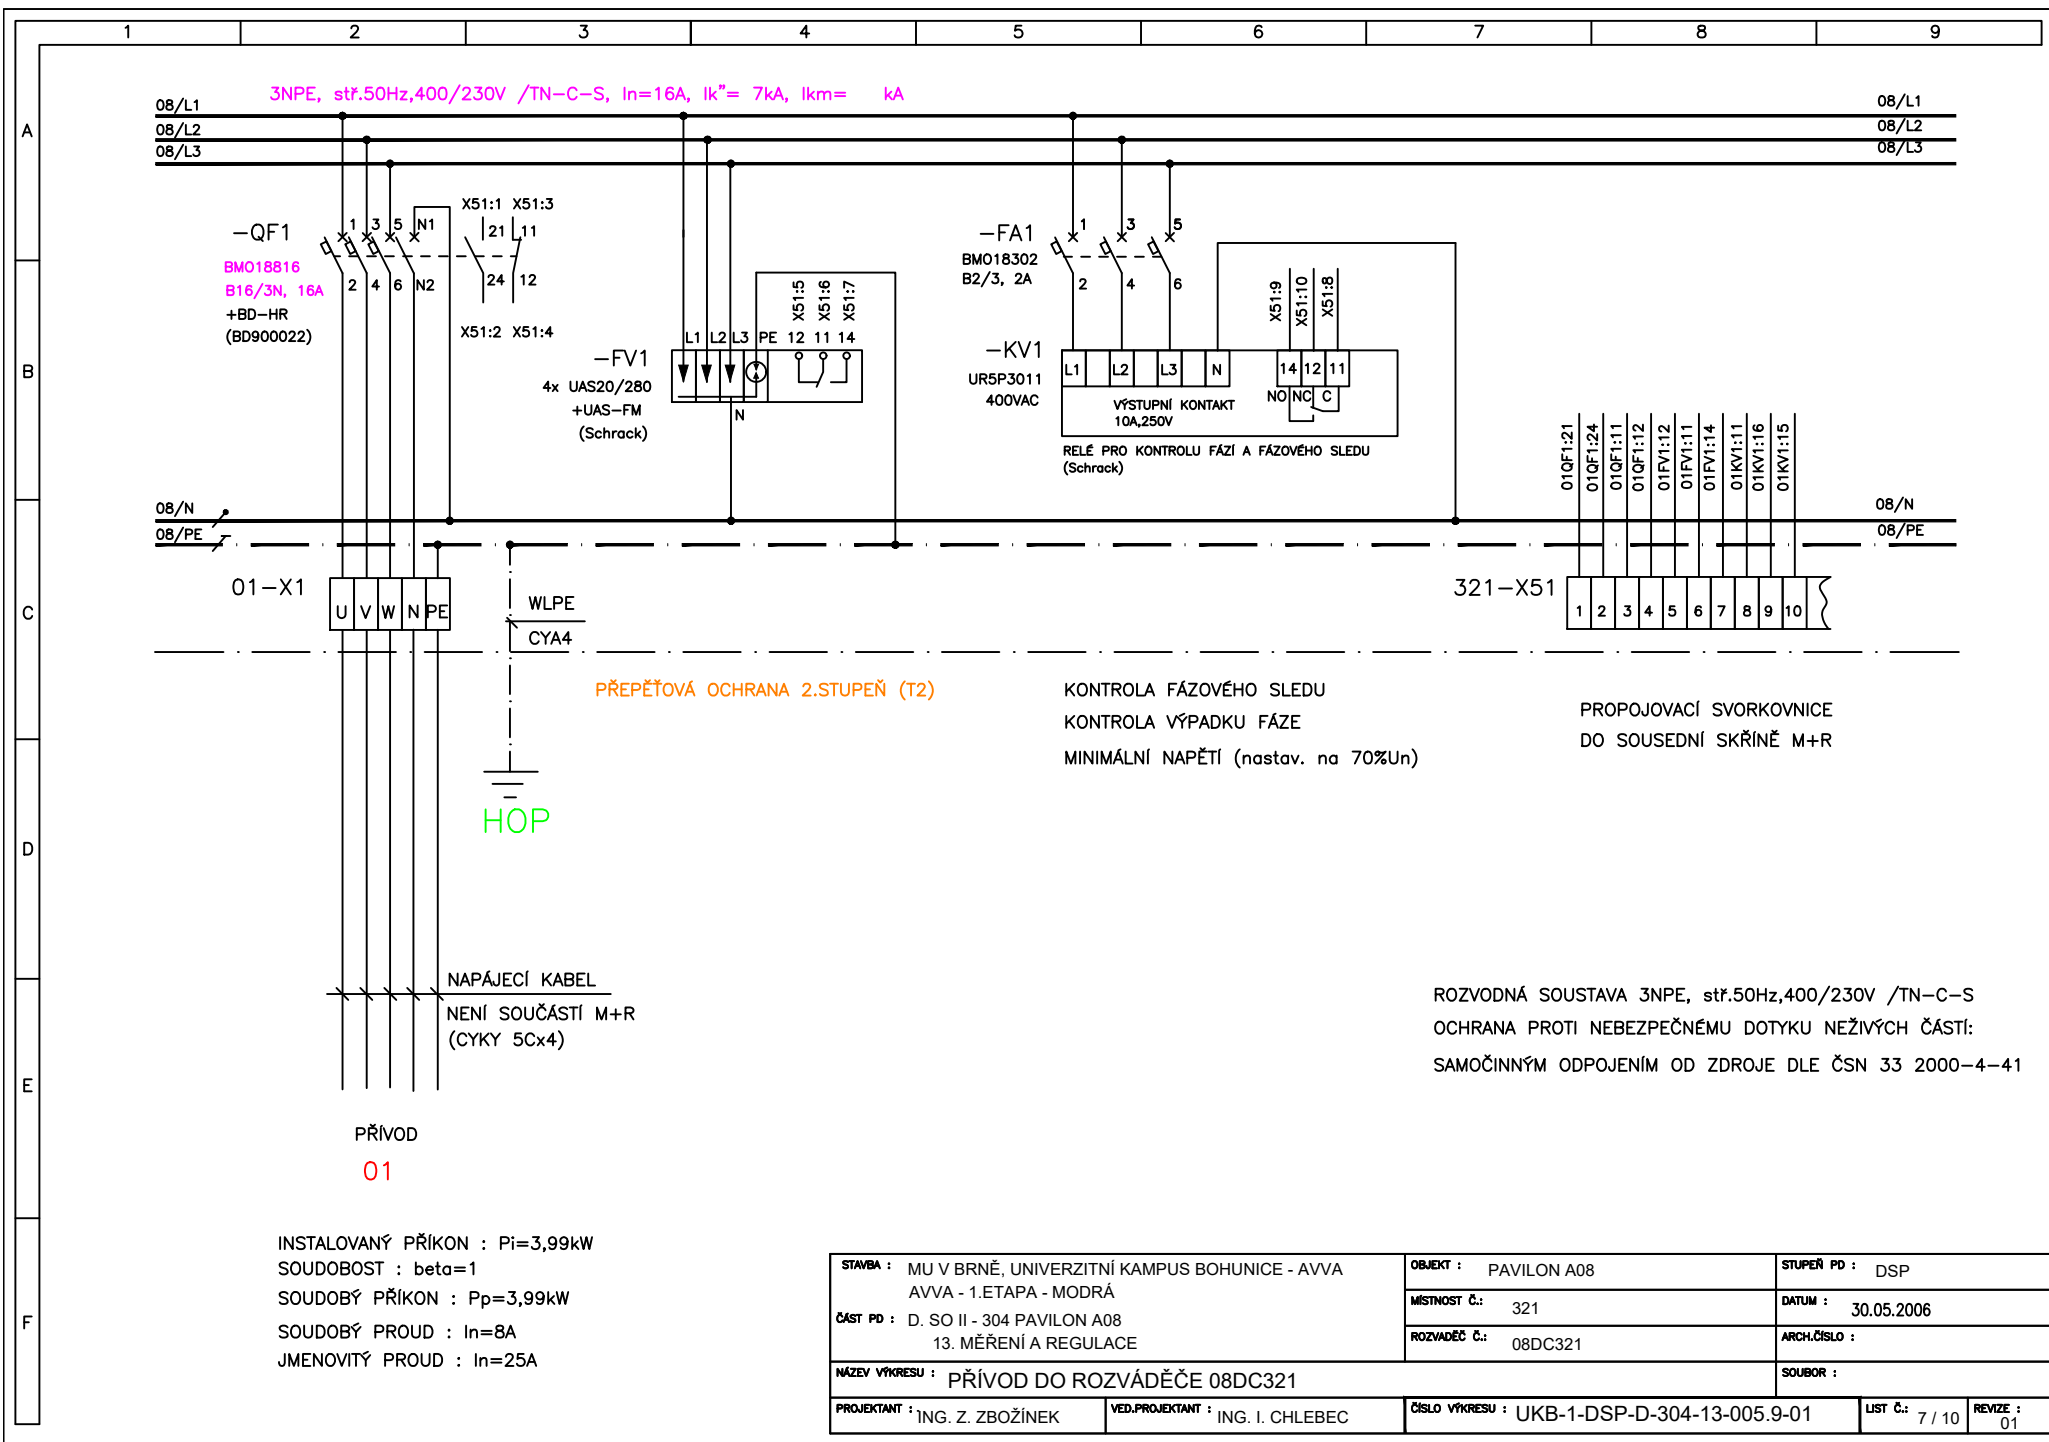 1 2 3 4 5 6 7 8 9
A
B
C
D
E
F
3NPE, stř.50Hz,400/230V /TN-C-S, In=16A, Ik"= 7kA, Ikm= kA
08/L1 08/L1
08/L2 08/L2
08/L3 08/L3
-QF1
BM018816
B16/3N, 16A
+BD-HR
(BD900022)
1 3 5 N1
2 4 6 N2
X51:1 X51:3
21 11
24 12
X51:2 X51:4
-FV1
4x UAS20/280
+UAS-FM
(Schrack)
X51:5 X51:6 X51:7
L1 L2 L3 PE 12 11 14
N
-FA1
BM018302
B2/3, 2A
1 3 5
2 4 6
-KV1
UR5P3011
400VAC
X51:9 X51:10 X51:8
L1 L2 L3 N 14 12 11
NO NC C
VÝSTUPNÍ KONTAKT
10A,250V
RELÉ PRO KONTROLU FÁZÍ A FÁZOVÉHO SLEDU
(Schrack)
01QF1:21 01QF1:24 01QF1:11 01QF1:12 01FV1:12 01FV1:11 01FV1:14 01KV1:11 01KV1:16 01KV1:15
08/N 08/N
08/PE 08/PE
01-X1
U V W N PE
WLPE
CYA4
321-X51
1 2 3 4 5 6 7 8 9 10
PŘEPĚŤOVÁ OCHRANA 2.STUPEŇ (T2)
KONTROLA FÁZOVÉHO SLEDU
KONTROLA VÝPADKU FÁZE
MINIMÁLNÍ NAPĚTÍ (nastav. na 70%Un)
PROPOJOVACÍ SVORKOVNICE
DO SOUSEDNÍ SKŘÍNĚ M+R
HOP
NAPÁJECÍ KABEL
NENÍ SOUČÁSTÍ M+R
(CYKY 5Cx4)
ROZVODNÁ SOUSTAVA 3NPE, stř.50Hz,400/230V /TN-C-S
OCHRANA PROTI NEBEZPEČNÉMU DOTYKU NEŽIVÝCH ČÁSTÍ:
SAMOČINNÝM ODPOJENÍM OD ZDROJE DLE ČSN 33 2000-4-41
PŘÍVOD
01
INSTALOVANÝ PŘÍKON : Pi=3,99kW
SOUDOBOST : beta=1
SOUDOBÝ PŘÍKON : Pp=3,99kW
SOUDOBÝ PROUD : In=8A
JMENOVITÝ PROUD : In=25A
STAVBA : MU V BRNĚ, UNIVERZITNÍ KAMPUS BOHUNICE - AVVA
AVVA - 1.ETAPA - MODRÁ
ČÁST PD : D. SO II - 304 PAVILON A08
13. MĚŘENÍ A REGULACE
OBJEKT : PAVILON A08
MÍSTNOST Č.: 321
ROZVADĚČ Č.: 08DC321
STUPEŇ PD : DSP
DATUM : 30.05.2006
ARCH.ČÍSLO :
NÁZEV VÝKRESU : PŘÍVOD DO ROZVÁDĚČE 08DC321
SOUBOR :
PROJEKTANT : ING. Z. ZBOŽÍNEK
VED.PROJEKTANT : ING. I. CHLEBEC
ČÍSLO VÝKRESU : UKB-1-DSP-D-304-13-005.9-01
LIST Č.: 7 / 10
REVIZE : 01